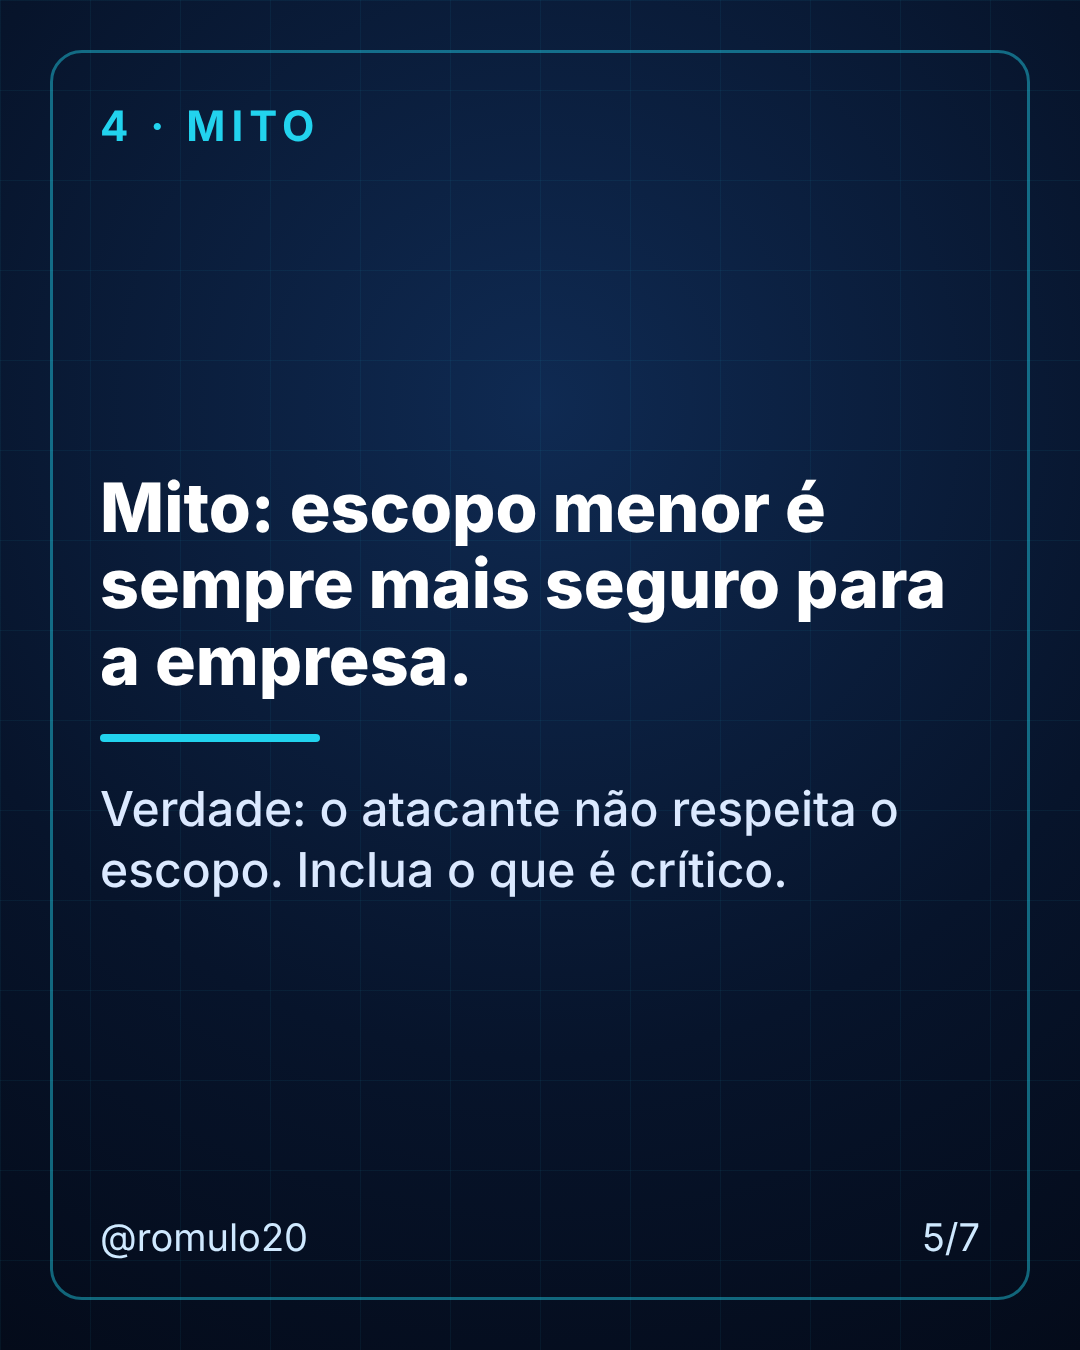 4 · MITO
Mito: escopo menor é
sempre mais seguro para
a empresa.
Verdade: o atacante não respeita o
escopo. Inclua o que é crítico.
@romulo20
5/7